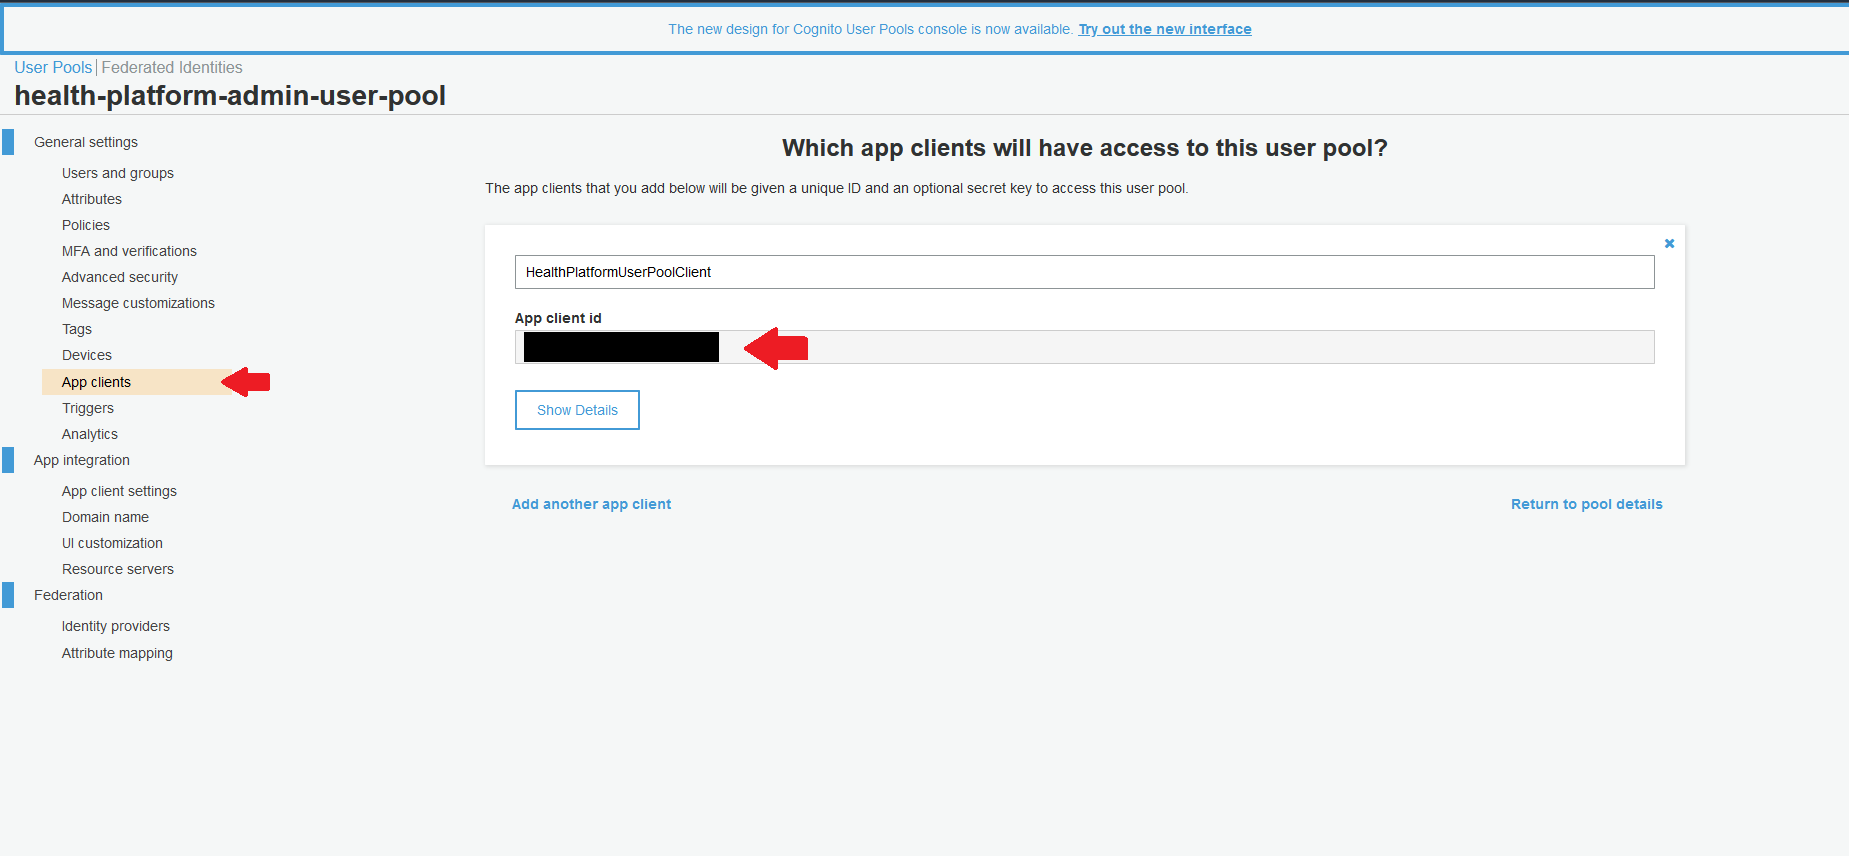 The new design for Cognito User Pools console is now available. Try out the new interface
User Pools | Federated Identities
health-platform-admin-user-pool
General settings
Users and groups
Attributes
Policies
MFA and verifications
Advanced security
Message customizations
Tags
Devices
App clients
Triggers
Analytics
App integration
App client settings
Domain name
UI customization
Resource servers
Federation
Identity providers
Attribute mapping
Which app clients will have access to this user pool?
The app clients that you add below will be given a unique ID and an optional secret key to access this user pool.
HealthPlatformUserPoolClient
App client id
Show Details
Add another app client
Return to pool details